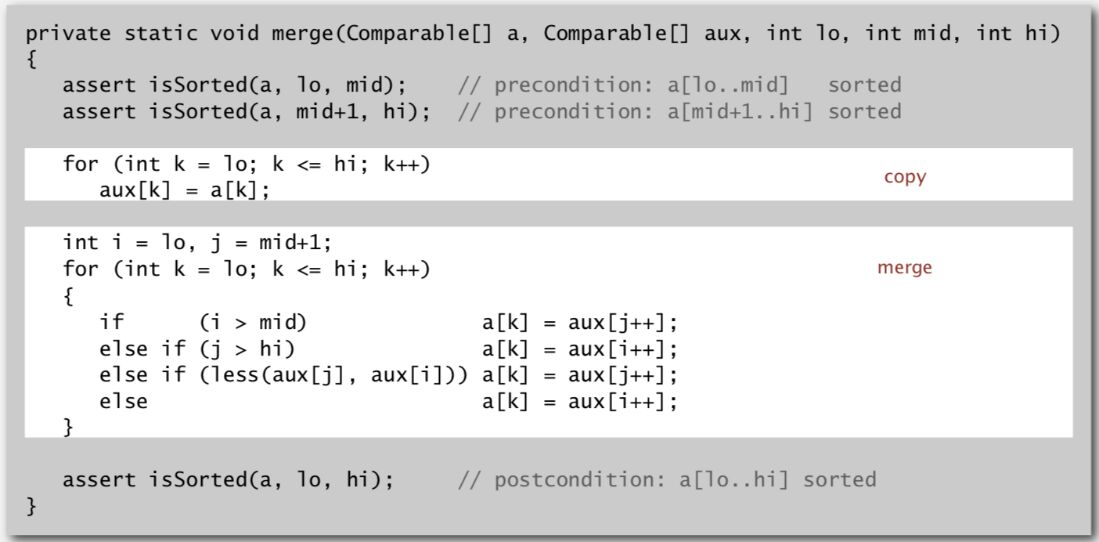 private static void merge(Comparable[] a, Comparable[] aux, int lo, int mid, int hi)
{
   assert isSorted(a, lo, mid);    // precondition: a[lo..mid]   sorted
   assert isSorted(a, mid+1, hi);  // precondition: a[mid+1..hi] sorted
   for (int k = lo; k <= hi; k++)
      aux[k] = a[k];
copy
   int i = lo, j = mid+1;
   for (int k = lo; k <= hi; k++)
merge
   {
      if      (i > mid)              a[k] = aux[j++];
      else if (j > hi)               a[k] = aux[i++];
      else if (less(aux[j], aux[i])) a[k] = aux[j++];
      else                           a[k] = aux[i++];
   }
   assert isSorted(a, lo, hi);     // postcondition: a[lo..hi] sorted
}